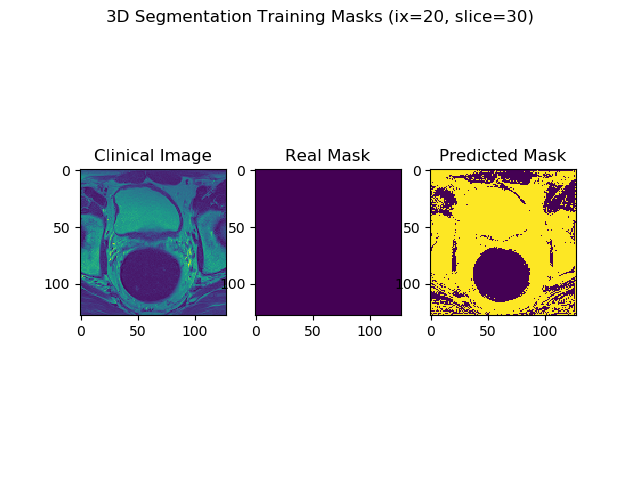 3D Segmentation Training Masks (ix=20, slice=30)
Clinical Image Real Mask Predicted Mask
0 0 0
50 50 50
100 100 100
0 50 100 0 50 100 0 50 100